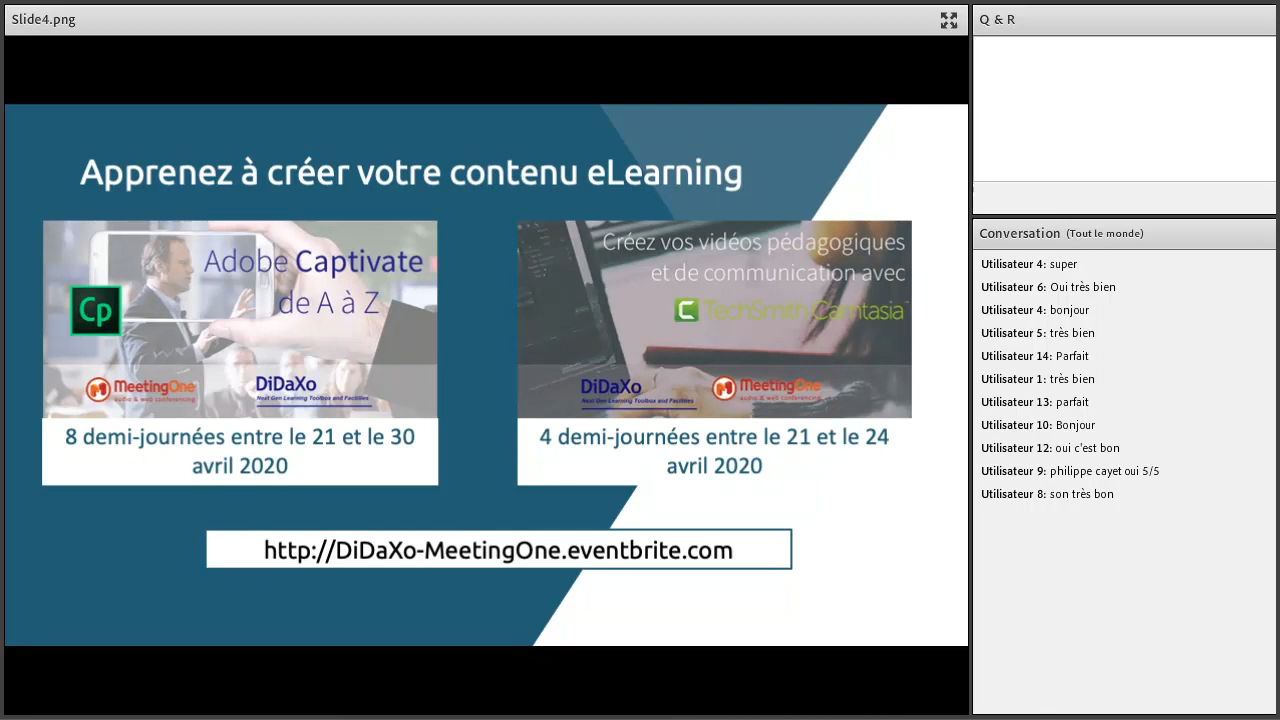 Slide4.png
Apprenez à créer votre contenu eLearning
Adobe Captivate
de A à Z
Cp
MeetingOne
audio & web conferencing
DiDaXo
Next Gen Learning Toolbox and Facilities
8 demi-journées entre le 21 et le 30
avril 2020
Créez vos vidéos pédagogiques
et de communication avec
TechSmith Camtasia
DiDaXo
Next Gen Learning Toolbox and Facilities
MeetingOne
audio & web conferencing
4 demi-journées entre le 21 et le 24
avril 2020
http://DiDaXo-MeetingOne.eventbrite.com
Q & R
Conversation (Tout le monde)
Utilisateur 4: super
Utilisateur 6: Oui très bien
Utilisateur 4: bonjour
Utilisateur 5: très bien
Utilisateur 14: Parfait
Utilisateur 1: très bien
Utilisateur 13: parfait
Utilisateur 10: Bonjour
Utilisateur 12: oui c'est bon
Utilisateur 9: philippe cayet oui 5/5
Utilisateur 8: son très bon